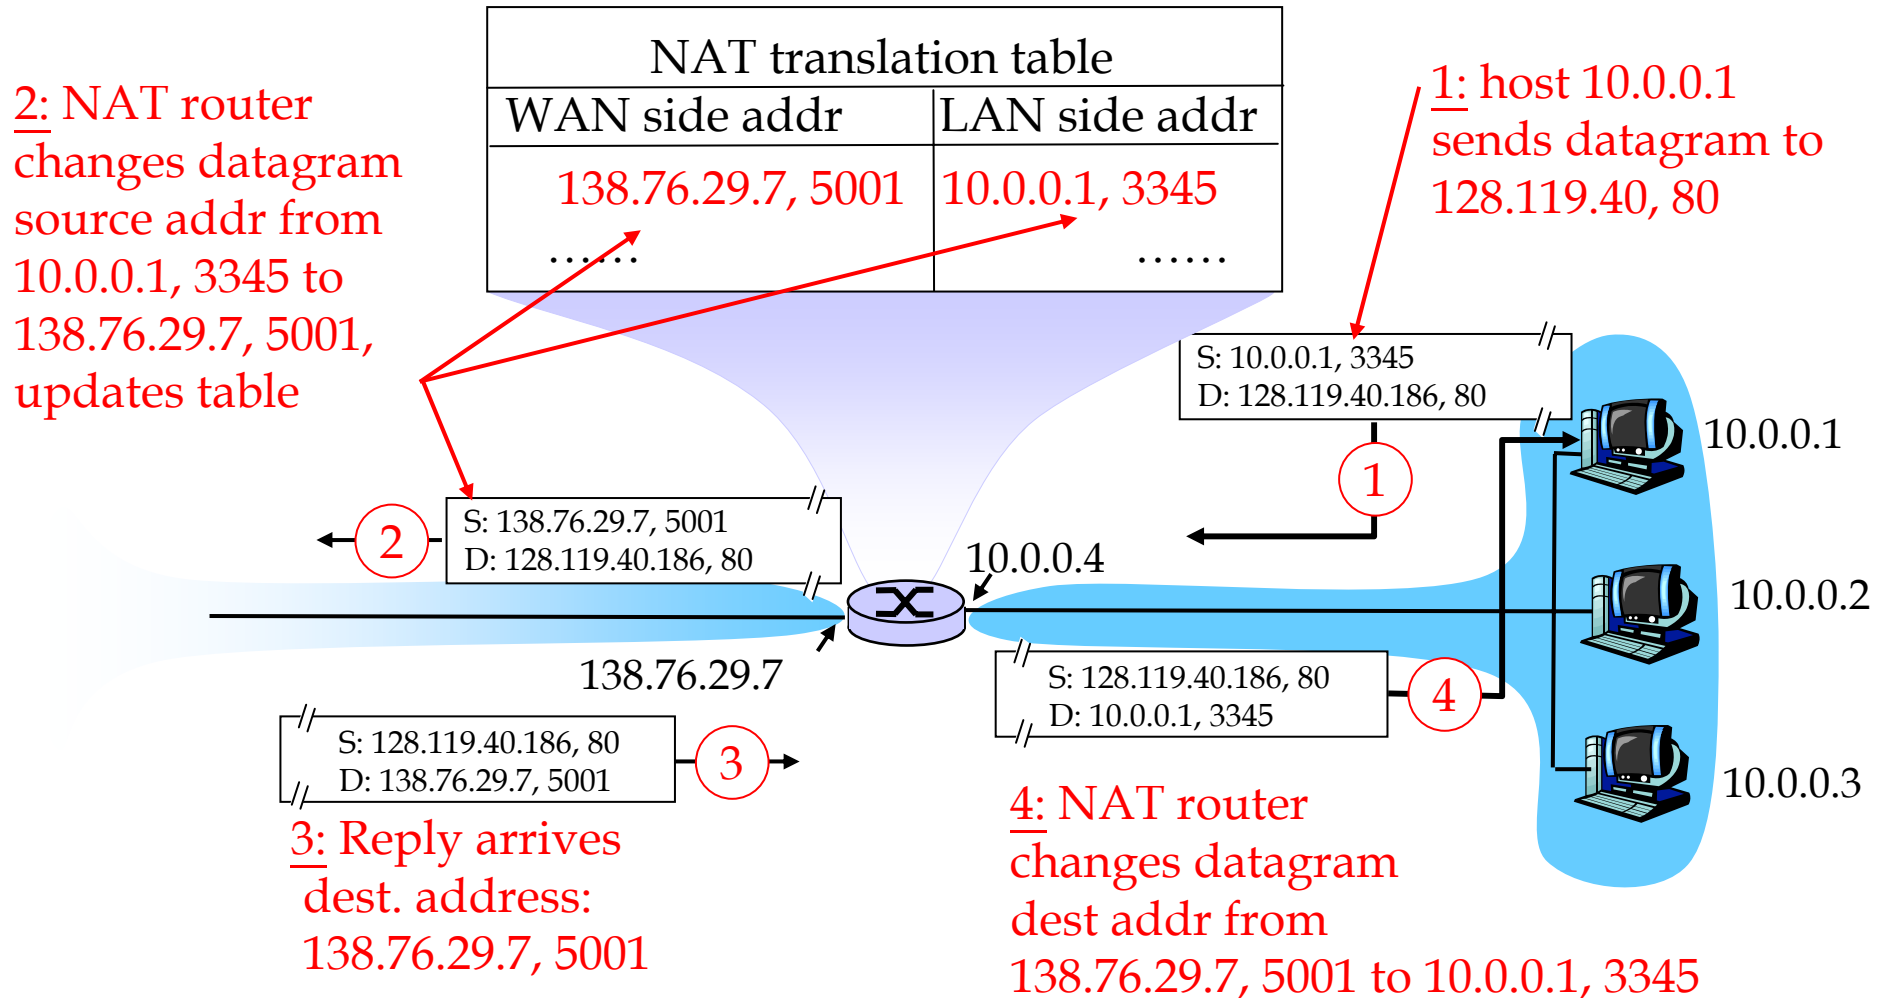 NAT translation table
WAN side addr LAN side addr
138.76.29.7, 5001 10.0.0.1, 3345
...... ......
2: NAT router
changes datagram
source addr from
10.0.0.1, 3345 to
138.76.29.7, 5001,
updates table
1: host 10.0.0.1
sends datagram to
128.119.40, 80
S: 10.0.0.1, 3345
D: 128.119.40.186, 80
1
10.0.0.1
S: 138.76.29.7, 5001
D: 128.119.40.186, 80
2
10.0.0.4
10.0.0.2
138.76.29.7
S: 128.119.40.186, 80
D: 10.0.0.1, 3345
4
S: 128.119.40.186, 80
D: 138.76.29.7, 5001
3
10.0.0.3
3: Reply arrives
dest. address:
138.76.29.7, 5001
4: NAT router
changes datagram
dest addr from
138.76.29.7, 5001 to 10.0.0.1, 3345